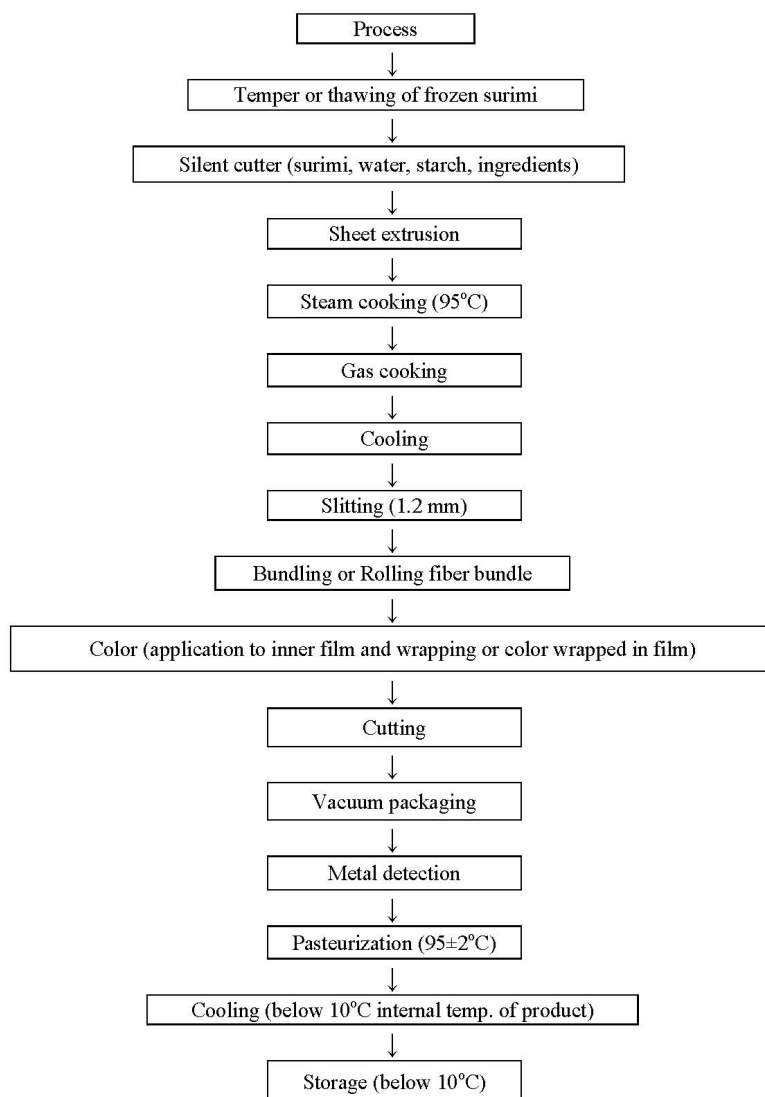 Process
Temper or thawing of frozen surimi
Silent cutter (surimi, water, starch, ingredients)
Sheet extrusion
Steam cooking (95°C)
Gas cooking
Cooling
Slitting (1.2 mm)
Bundling or Rolling fiber bundle
Color (application to inner film and wrapping or color wrapped in film)
Cutting
Vacuum packaging
Metal detection
Pasteurization (95±2°C)
Cooling (below 10°C internal temp. of product)
Storage (below 10°C)